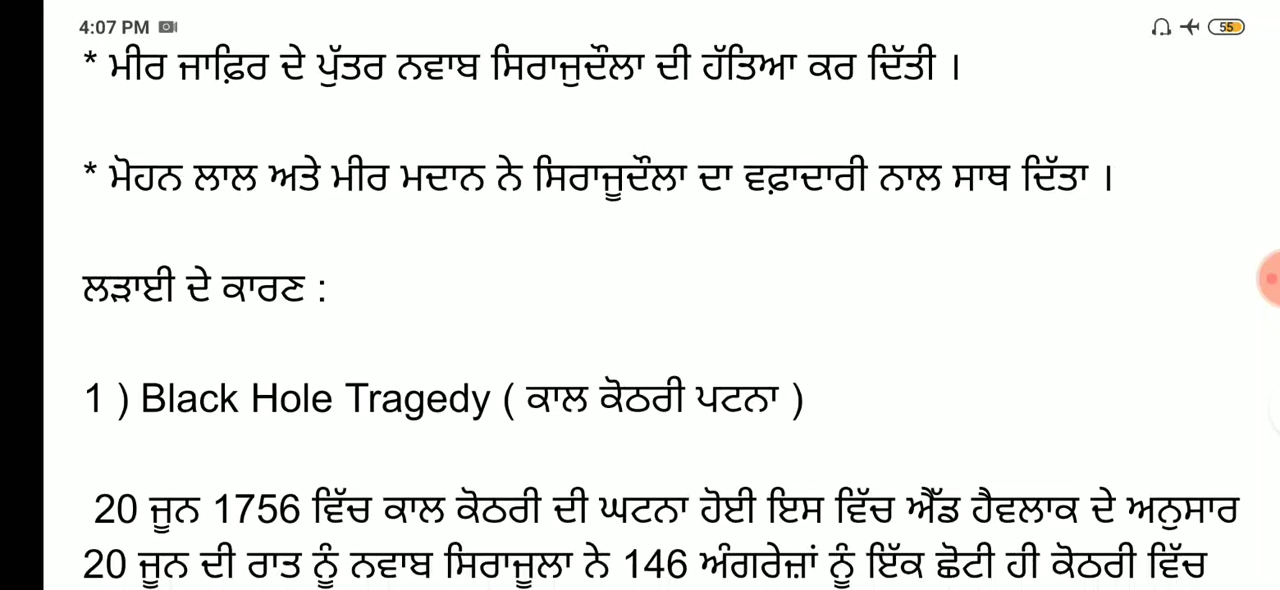 4:07 PM
55
* ਮੀਰ ਜਾਫ਼ਿਰ ਦੇ ਪੁੱਤਰ ਨਵਾਬ ਸਿਰਾਜੁਦੌਲਾ ਦੀ ਹੱਤਿਆ ਕਰ ਦਿੱਤੀ ।
* ਮੋਹਨ ਲਾਲ ਅਤੇ ਮੀਰ ਮਦਾਨ ਨੇ ਸਿਰਾਜੂਦੌਲਾ ਦਾ ਵਫ਼ਾਦਾਰੀ ਨਾਲ ਸਾਥ ਦਿੱਤਾ ।
ਲੜਾਈ ਦੇ ਕਾਰਣ :
1 ) Black Hole Tragedy ( ਕਾਲ ਕੋਠਰੀ ਪਟਨਾ )
20 ਜੂਨ 1756 ਵਿੱਚ ਕਾਲ ਕੋਠਰੀ ਦੀ ਘਟਨਾ ਹੋਈ ਇਸ ਵਿੱਚ ਐੱਡ ਹੈਵਲਾਕ ਦੇ ਅਨੁਸਾਰ
20 ਜੂਨ ਦੀ ਰਾਤ ਨੂੰ ਨਵਾਬ ਸਿਰਾਜੂਲਾ ਨੇ 146 ਅੰਗਰੇਜ਼ਾਂ ਨੂੰ ਇੱਕ ਛੋਟੀ ਹੀ ਕੋਠਰੀ ਵਿੱਚ